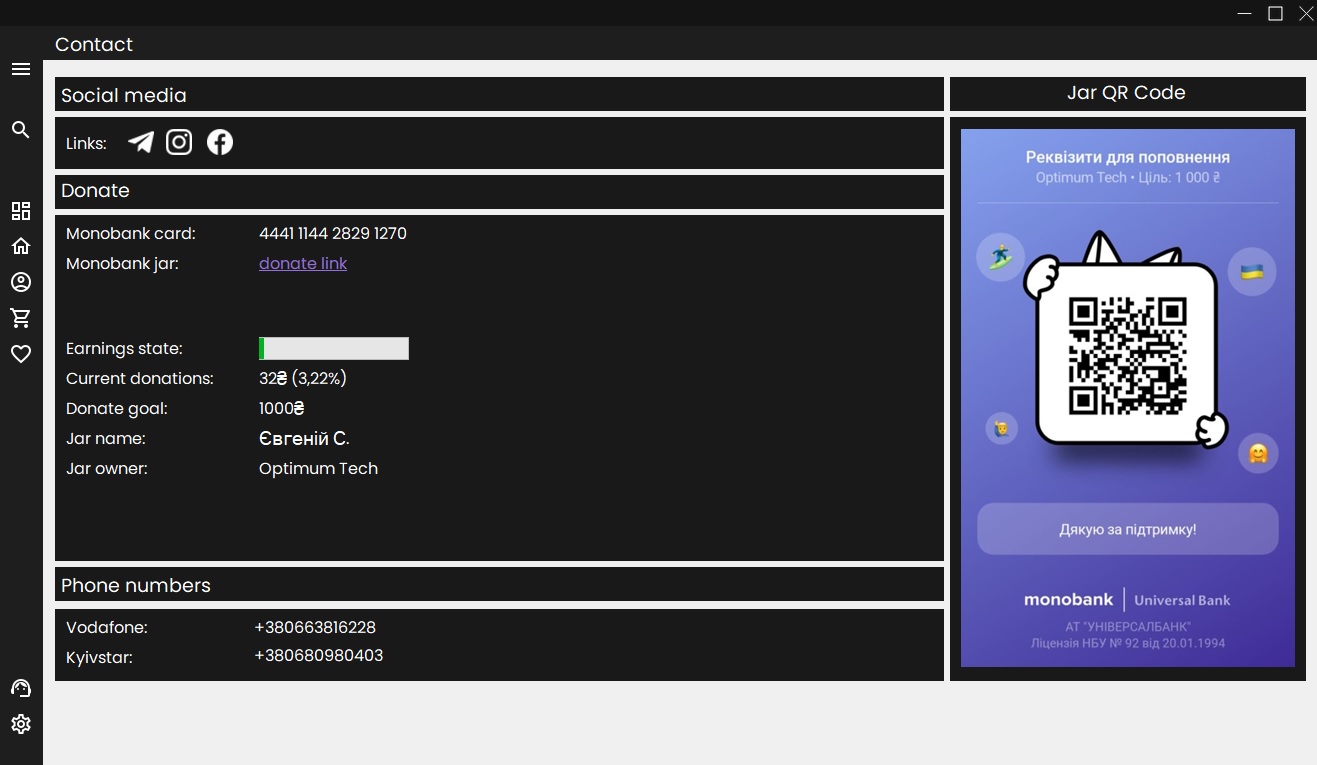 Contact
Social media
Links:
Donate
Monobank card: 4441 1144 2829 1270
Monobank jar: donate link
Earnings state:
Current donations: 32₴ (3,22%)
Donate goal: 1000₴
Jar name: Євгеній С.
Jar owner: Optimum Tech
Phone numbers
Vodafone: +380663816228
Kyivstar: +380680980403
Jar QR Code
Реквізити для поповнення
Optimum Tech • Ціль: 1 000 ₴
Дякую за підтримку!
monobank | Universal Bank
АТ "УНІВЕРСАЛБАНК"
Ліцензія НБУ № 92 від 20.01.1994